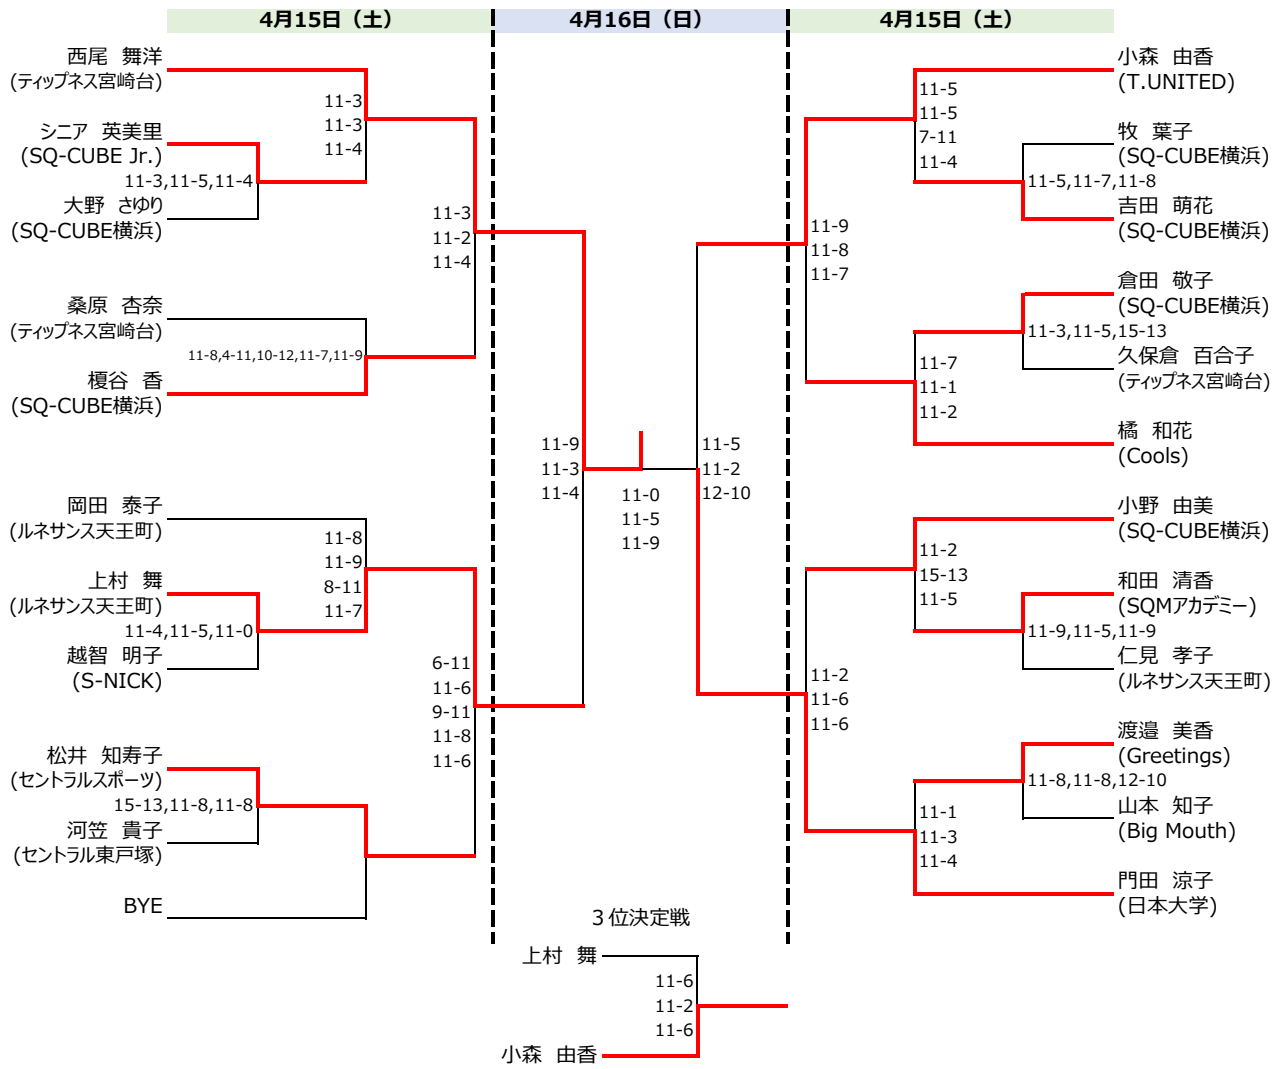 4月15日（土）
4月16日（日）
4月15日（土）
西尾　舞洋
(ティップネス宮崎台)
シニア　英美里
(SQ-CUBE Jr.)
大野　さゆり
(SQ-CUBE横浜)
桑原　杏奈
(ティップネス宮崎台)
榎谷　香
(SQ-CUBE横浜)
岡田　泰子
(ルネサンス天王町)
上村　舞
(ルネサンス天王町)
越智　明子
(S-NICK)
松井　知寿子
(セントラルスポーツ)
河笠　貴子
(セントラル東戸塚)
BYE
11-3,11-5,11-4
11-3
11-3
11-4
11-8,4-11,10-12,11-7,11-9
11-3
11-2
11-4
11-4,11-5,11-0
11-8
11-9
8-11
11-7
15-13,11-8,11-8
6-11
11-6
9-11
11-8
11-6
11-9
11-3
11-4
11-0
11-5
11-9
11-5
11-2
12-10
11-9
11-8
11-7
11-2
11-6
11-6
11-5
11-5
7-11
11-4
11-5,11-7,11-8
11-3,11-5,15-13
11-7
11-1
11-2
11-2
15-13
11-5
11-9,11-5,11-9
11-8,11-8,12-10
11-1
11-3
11-4
小森　由香
(T.UNITED)
牧　葉子
(SQ-CUBE横浜)
吉田　萌花
(SQ-CUBE横浜)
倉田　敬子
(SQ-CUBE横浜)
久保倉　百合子
(ティップネス宮崎台)
橘　和花
(Cools)
小野　由美
(SQ-CUBE横浜)
和田　清香
(SQMアカデミー)
仁見　孝子
(ルネサンス天王町)
渡邉　美香
(Greetings)
山本　知子
(Big Mouth)
門田　涼子
(日本大学)
３位決定戦
上村　舞
11-6
11-2
11-6
小森　由香